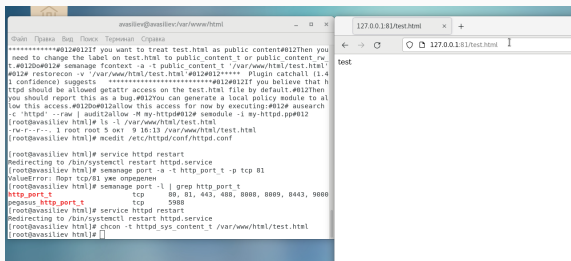 avasiliev@avasiliev:/var/www/html
Файл Правка Вид Поиск Терминал Справка
************#012#012If you want to treat test.html as public content#012Then you
 need to change the label on test.html to public_content_t or public_content_rw_
t.#012Do#012# semanage fcontext -a -t public_content_t '/var/www/html/test.html'
#012# restorecon -v '/var/www/html/test.html'#012#012***** Plugin catchall (1.4
1 confidence) suggests **************************#012#012If you believe that h
ttpd should be allowed getattr access on the test.html file by default.#012Then
you should report this as a bug.#012You can generate a local policy module to al
low this access.#012Do#012allow this access for now by executing:#012# ausearch
-c 'httpd' --raw | audit2allow -M my-httpd#012# semodule -i my-httpd.pp#012
[root@avasiliev html]# ls -l /var/www/html/test.html
-rw-r--r--. 1 root root 5 окт 9 16:13 /var/www/html/test.html
[root@avasiliev html]# mcedit /etc/httpd/conf/httpd.conf
[root@avasiliev html]# service httpd restart
Redirecting to /bin/systemctl restart httpd.service
[root@avasiliev html]# semanage port -a -t http_port_t -p tcp 81
ValueError: Порт tcp/81 уже определен
[root@avasiliev html]# semanage port -l | grep http_port_t
http_port_t tcp 80, 81, 443, 488, 8008, 8009, 8443, 9000
pegasus_http_port_t tcp 5988
[root@avasiliev html]# service httpd restart
Redirecting to /bin/systemctl restart httpd.service
[root@avasiliev html]# chcon -t httpd_sys_content_t /var/www/html/test.html
[root@avasiliev html]#
127.0.0.1:81/test.html
127.0.0.1:81/test.html
test